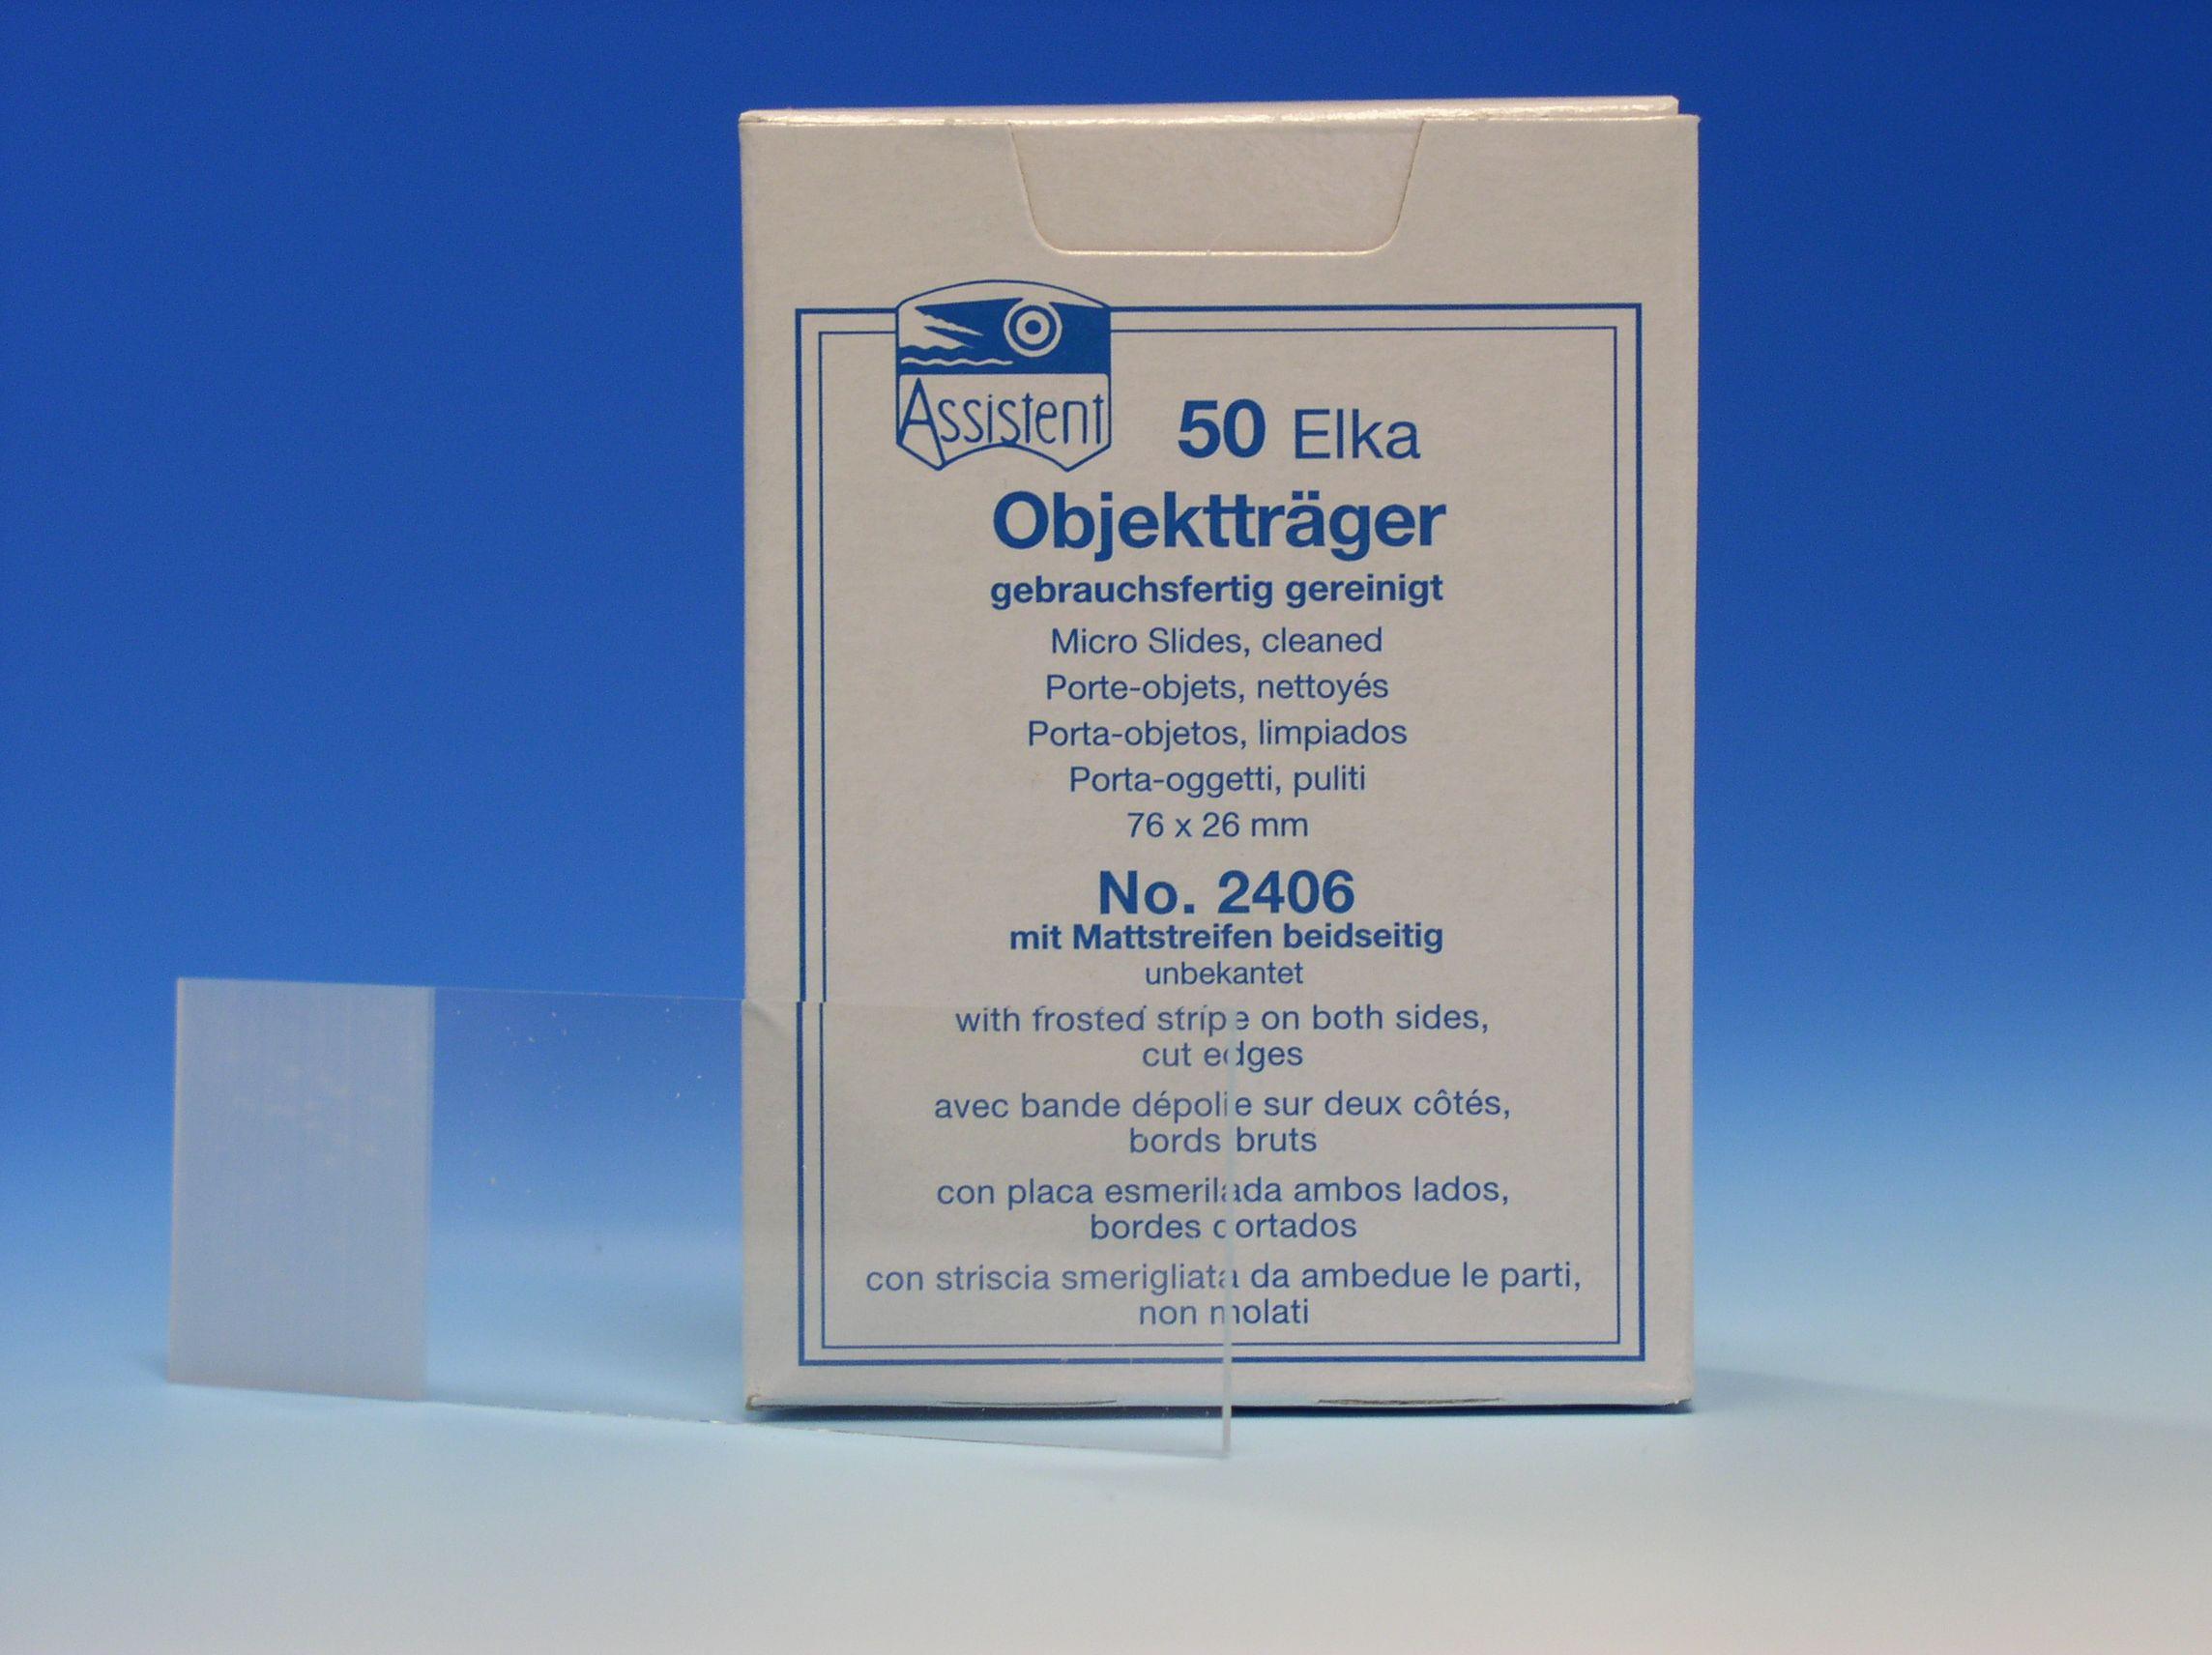 Assistent
50 Elka
Objektträger
gebrauchsfertig gereinigt
Micro Slides, cleaned
Porte-objets, nettoyés
Porta-objetos, limpiados
Porta-oggetti, puliti
76 x 26 mm
No. 2406
mit Mattstreifen beidseitig
unbekantet
with frosted stripe on both sides,
cut edges
avec bande dépolie sur deux côtés,
bords bruts
con placa esmerilada ambos lados,
bordes cortados
con striscia smerigliata da ambedue le parti,
non molati